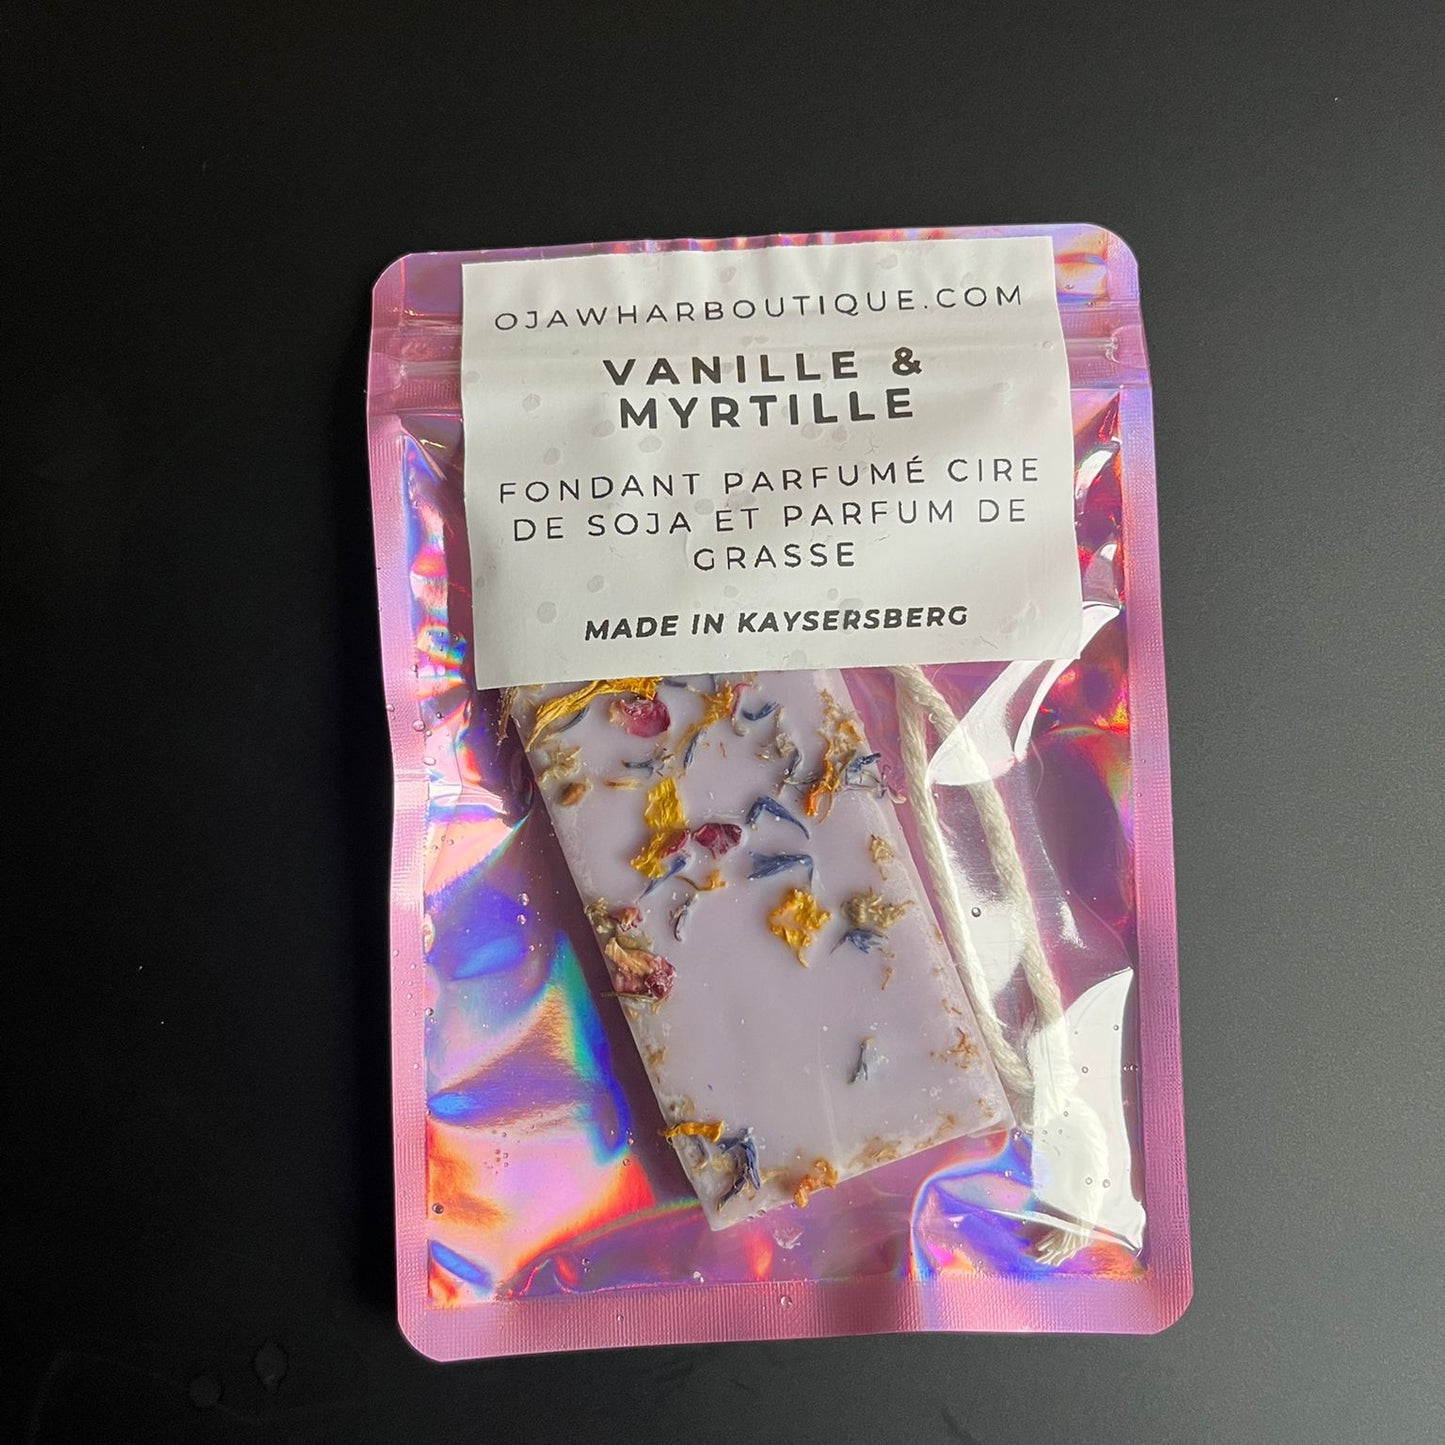 OJAWHARBOUTIQUE.COM
VANILLE &
MYRTILLE
FONDANT PARFUMÉ CIRE
DE SOJA ET PARFUM DE
GRASSE
MADE IN KAYSERSBERG